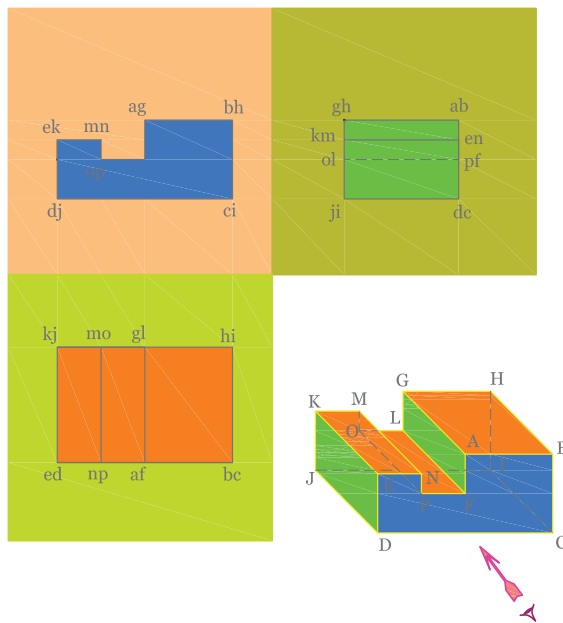 ag bh gh ab
ek mn km en
ol pf
dj ci ji dc
kj mo gl hi
ed np af bc
G H
K M
L
O A B
J N
D C